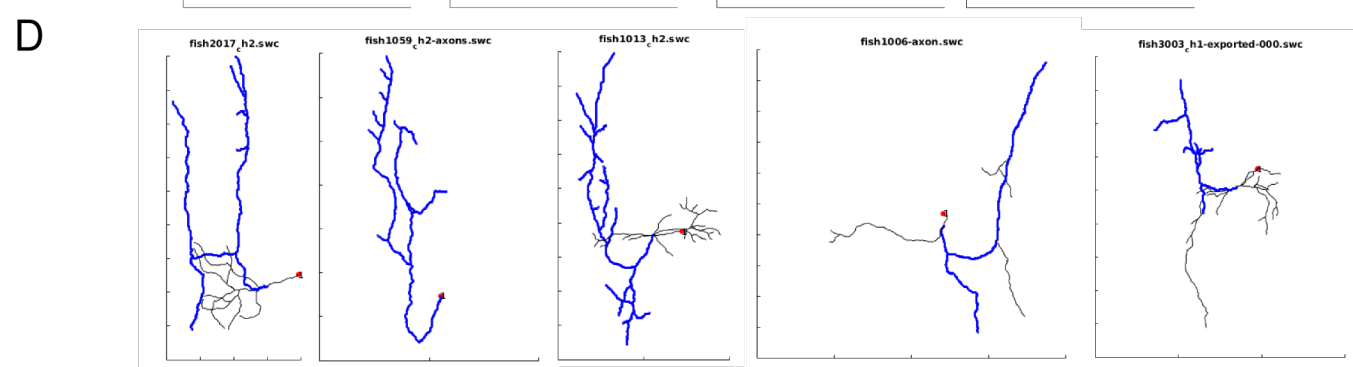 D
fish2017_ch2.swc
fish1059_ch2-axons.swc
fish1013_ch2.swc
fish1006-axon.swc
fish3003_ch1-exported-000.swc